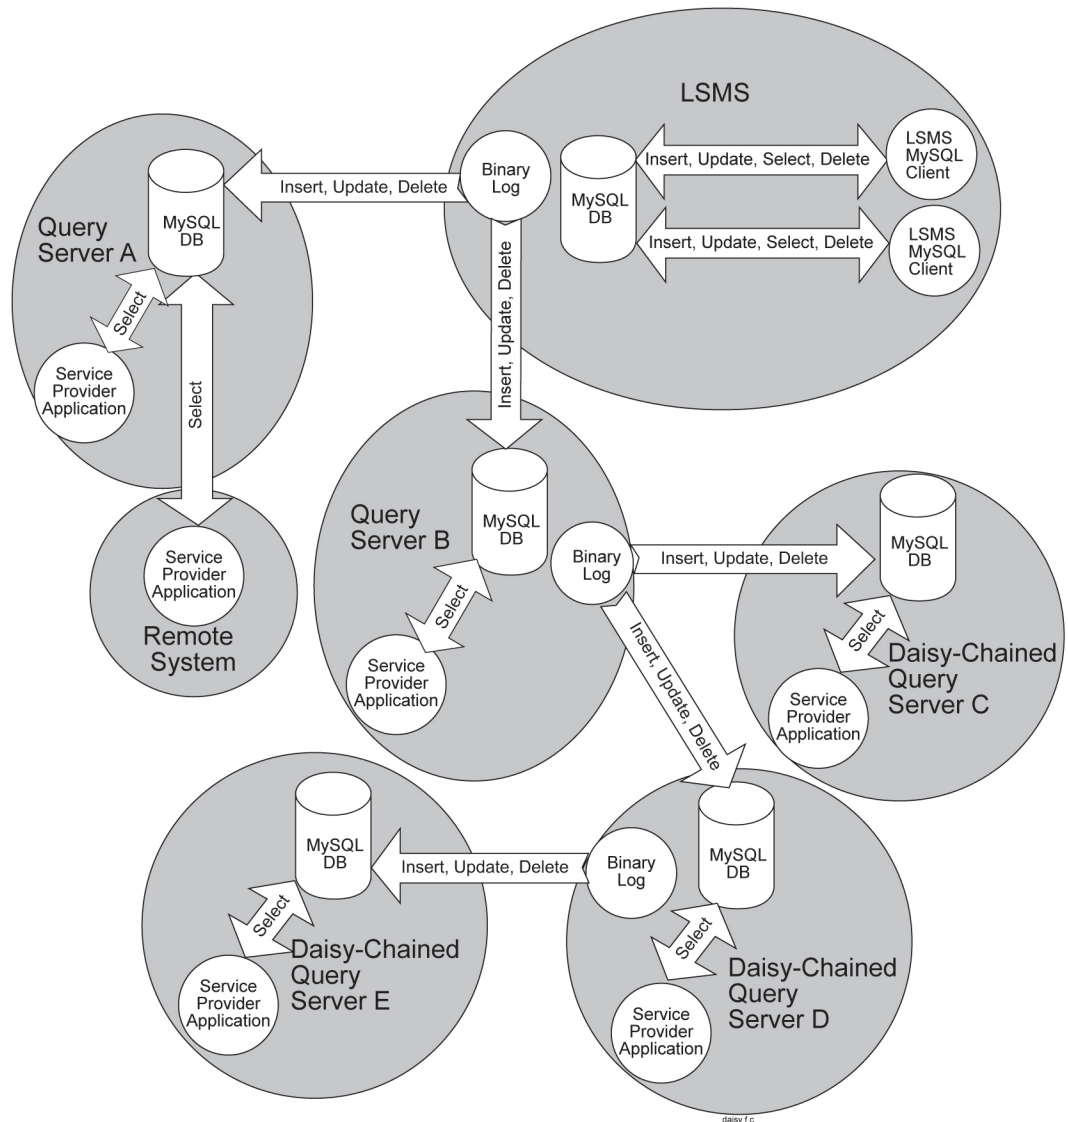 LSMS
Binary
Log
MySQL
DB
Insert, Update, Select, Delete
LSMS
MySQL
Client
Insert, Update, Select, Delete
LSMS
MySQL
Client
Insert, Update, Delete
MySQL
DB
Query
Server A
Select
Service
Provider
Application
Select
Service
Provider
Application
Remote
System
Insert, Update, Delete
Query
Server B
MySQL
DB
Select
Service
Provider
Application
Binary
Log
Insert, Update, Delete
MySQL
DB
Select
Daisy-Chained
Query
Server C
Service
Provider
Application
Insert, Update, Delete
MySQL
DB
Binary
Log
Select
Daisy-Chained
Query
Server D
Service
Provider
Application
Insert, Update, Delete
MySQL
DB
Select
Daisy-Chained
Query
Server E
Service
Provider
Application
daisy f c